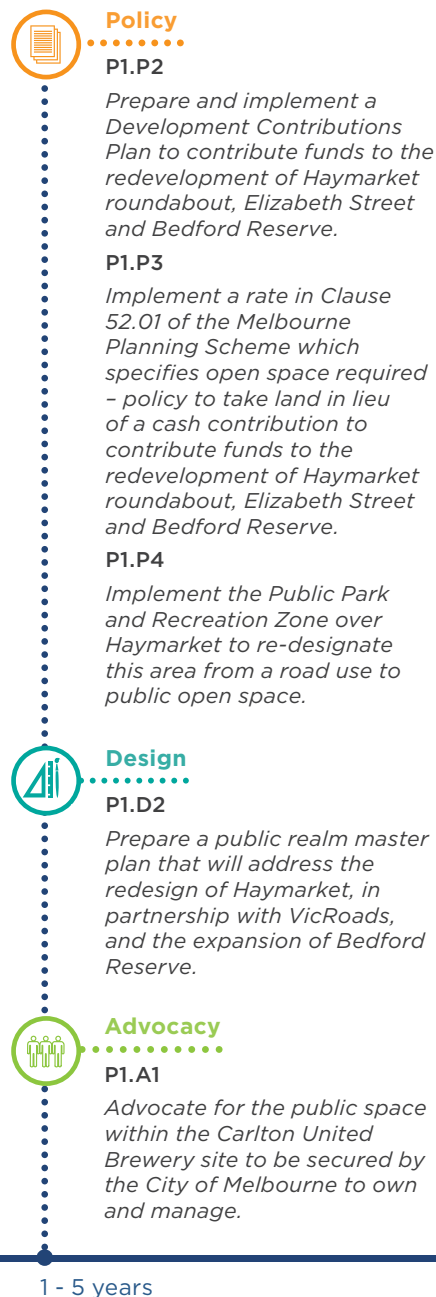 Policy
P1.P2
Prepare and implement a
Development Contributions
Plan to contribute funds to the
redevelopment of Haymarket
roundabout, Elizabeth Street
and Bedford Reserve.
P1.P3
Implement a rate in Clause
52.01 of the Melbourne
Planning Scheme which
specifies open space required
– policy to take land in lieu
of a cash contribution to
contribute funds to the
redevelopment of Haymarket
roundabout, Elizabeth Street
and Bedford Reserve.
P1.P4
Implement the Public Park
and Recreation Zone over
Haymarket to re-designate
this area from a road use to
public open space.
Design
P1.D2
Prepare a public realm master
plan that will address the
redesign of Haymarket, in
partnership with VicRoads,
and the expansion of Bedford
Reserve.
Advocacy
P1.A1
Advocate for the public space
within the Carlton United
Brewery site to be secured by
the City of Melbourne to own
and manage.
1 - 5 years